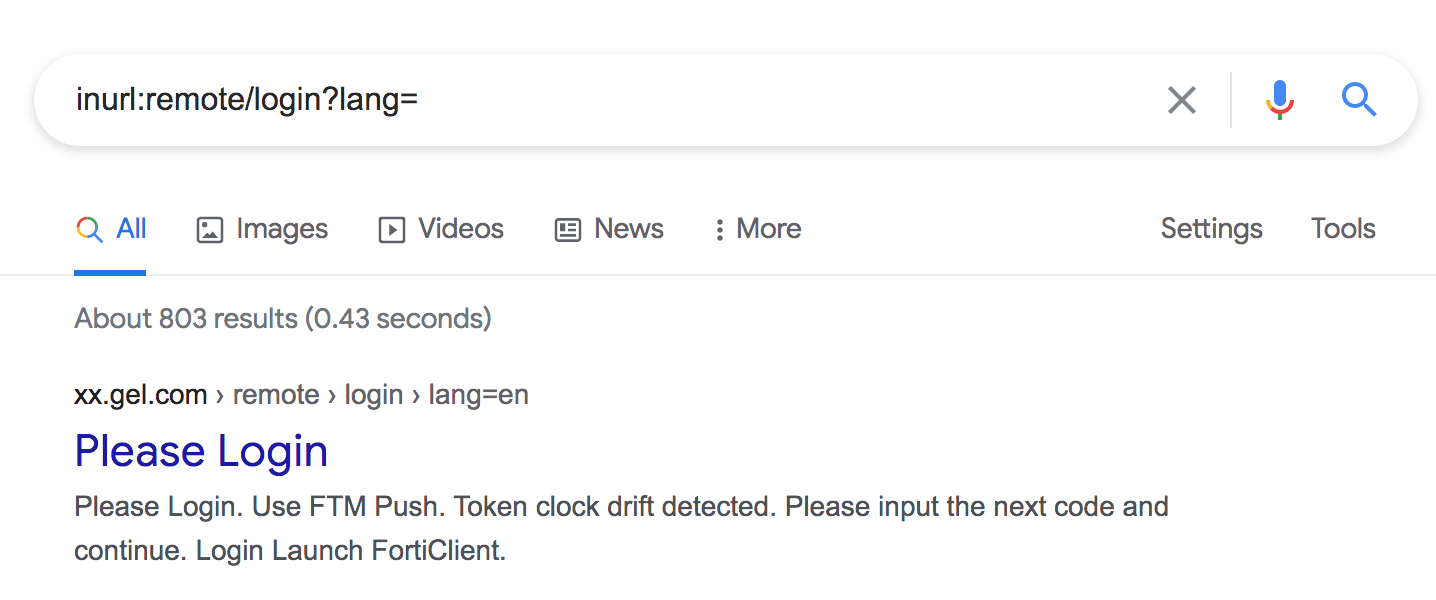 inurl:remote/login?lang=
All Images Videos News More Settings Tools
About 803 results (0.43 seconds)
xx.gel.com › remote › login › lang=en
Please Login
Please Login. Use FTM Push. Token clock drift detected. Please input the next code and
continue. Login Launch FortiClient.